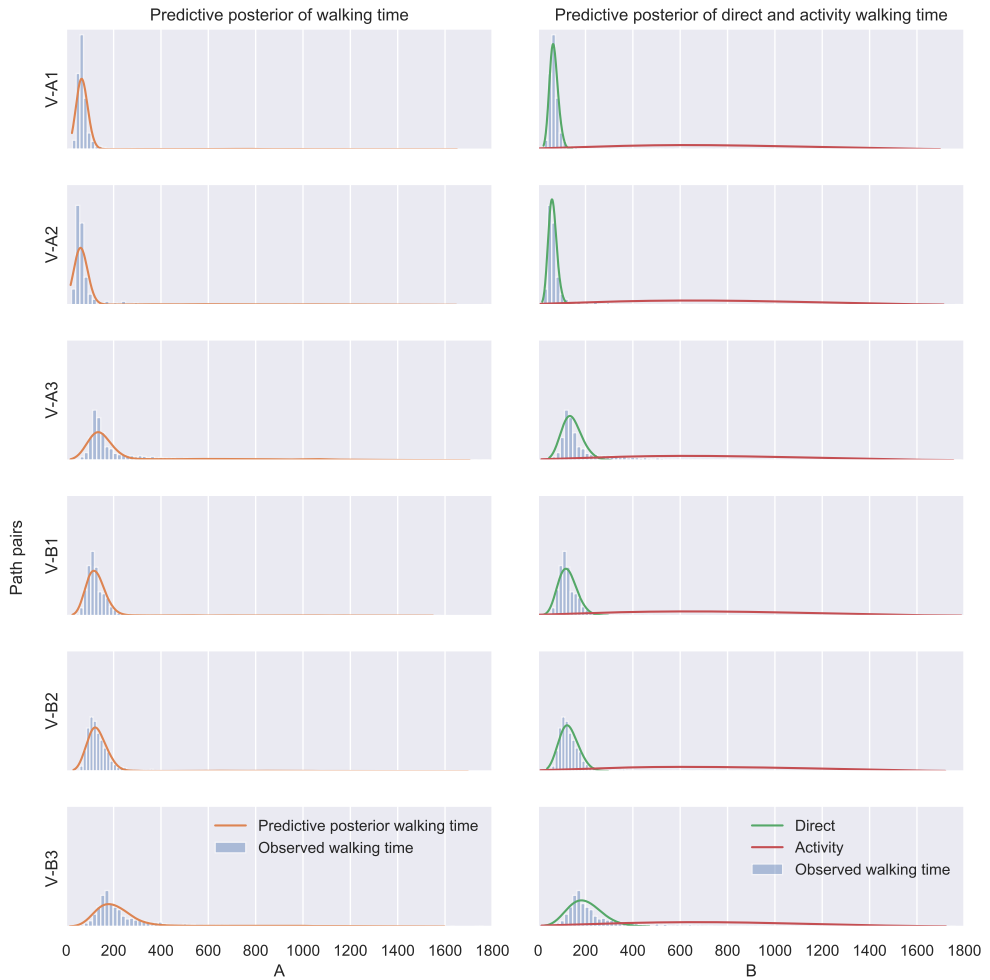 Predictive posterior of walking time
Predictive posterior of direct and activity walking time
V-A1
V-A2
V-A3
Path pairs
V-B1
V-B2
V-B3
Predictive posterior walking time
Observed walking time
Direct
Activity
Observed walking time
0 200 400 600 800 1000 1200 1400 1600 1800
0 200 400 600 800 1000 1200 1400 1600 1800
A
B